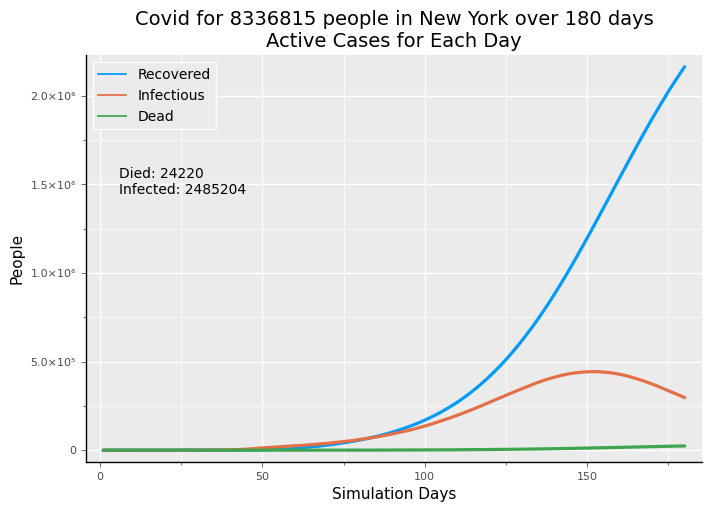 Covid for 8336815 people in New York over 180 days
Active Cases for Each Day
Recovered
Infectious
Dead
Died: 24220
Infected: 2485204
People
2.0×10⁶
1.5×10⁶
1.0×10⁶
5.0×10⁵
0
0
50
100
150
Simulation Days